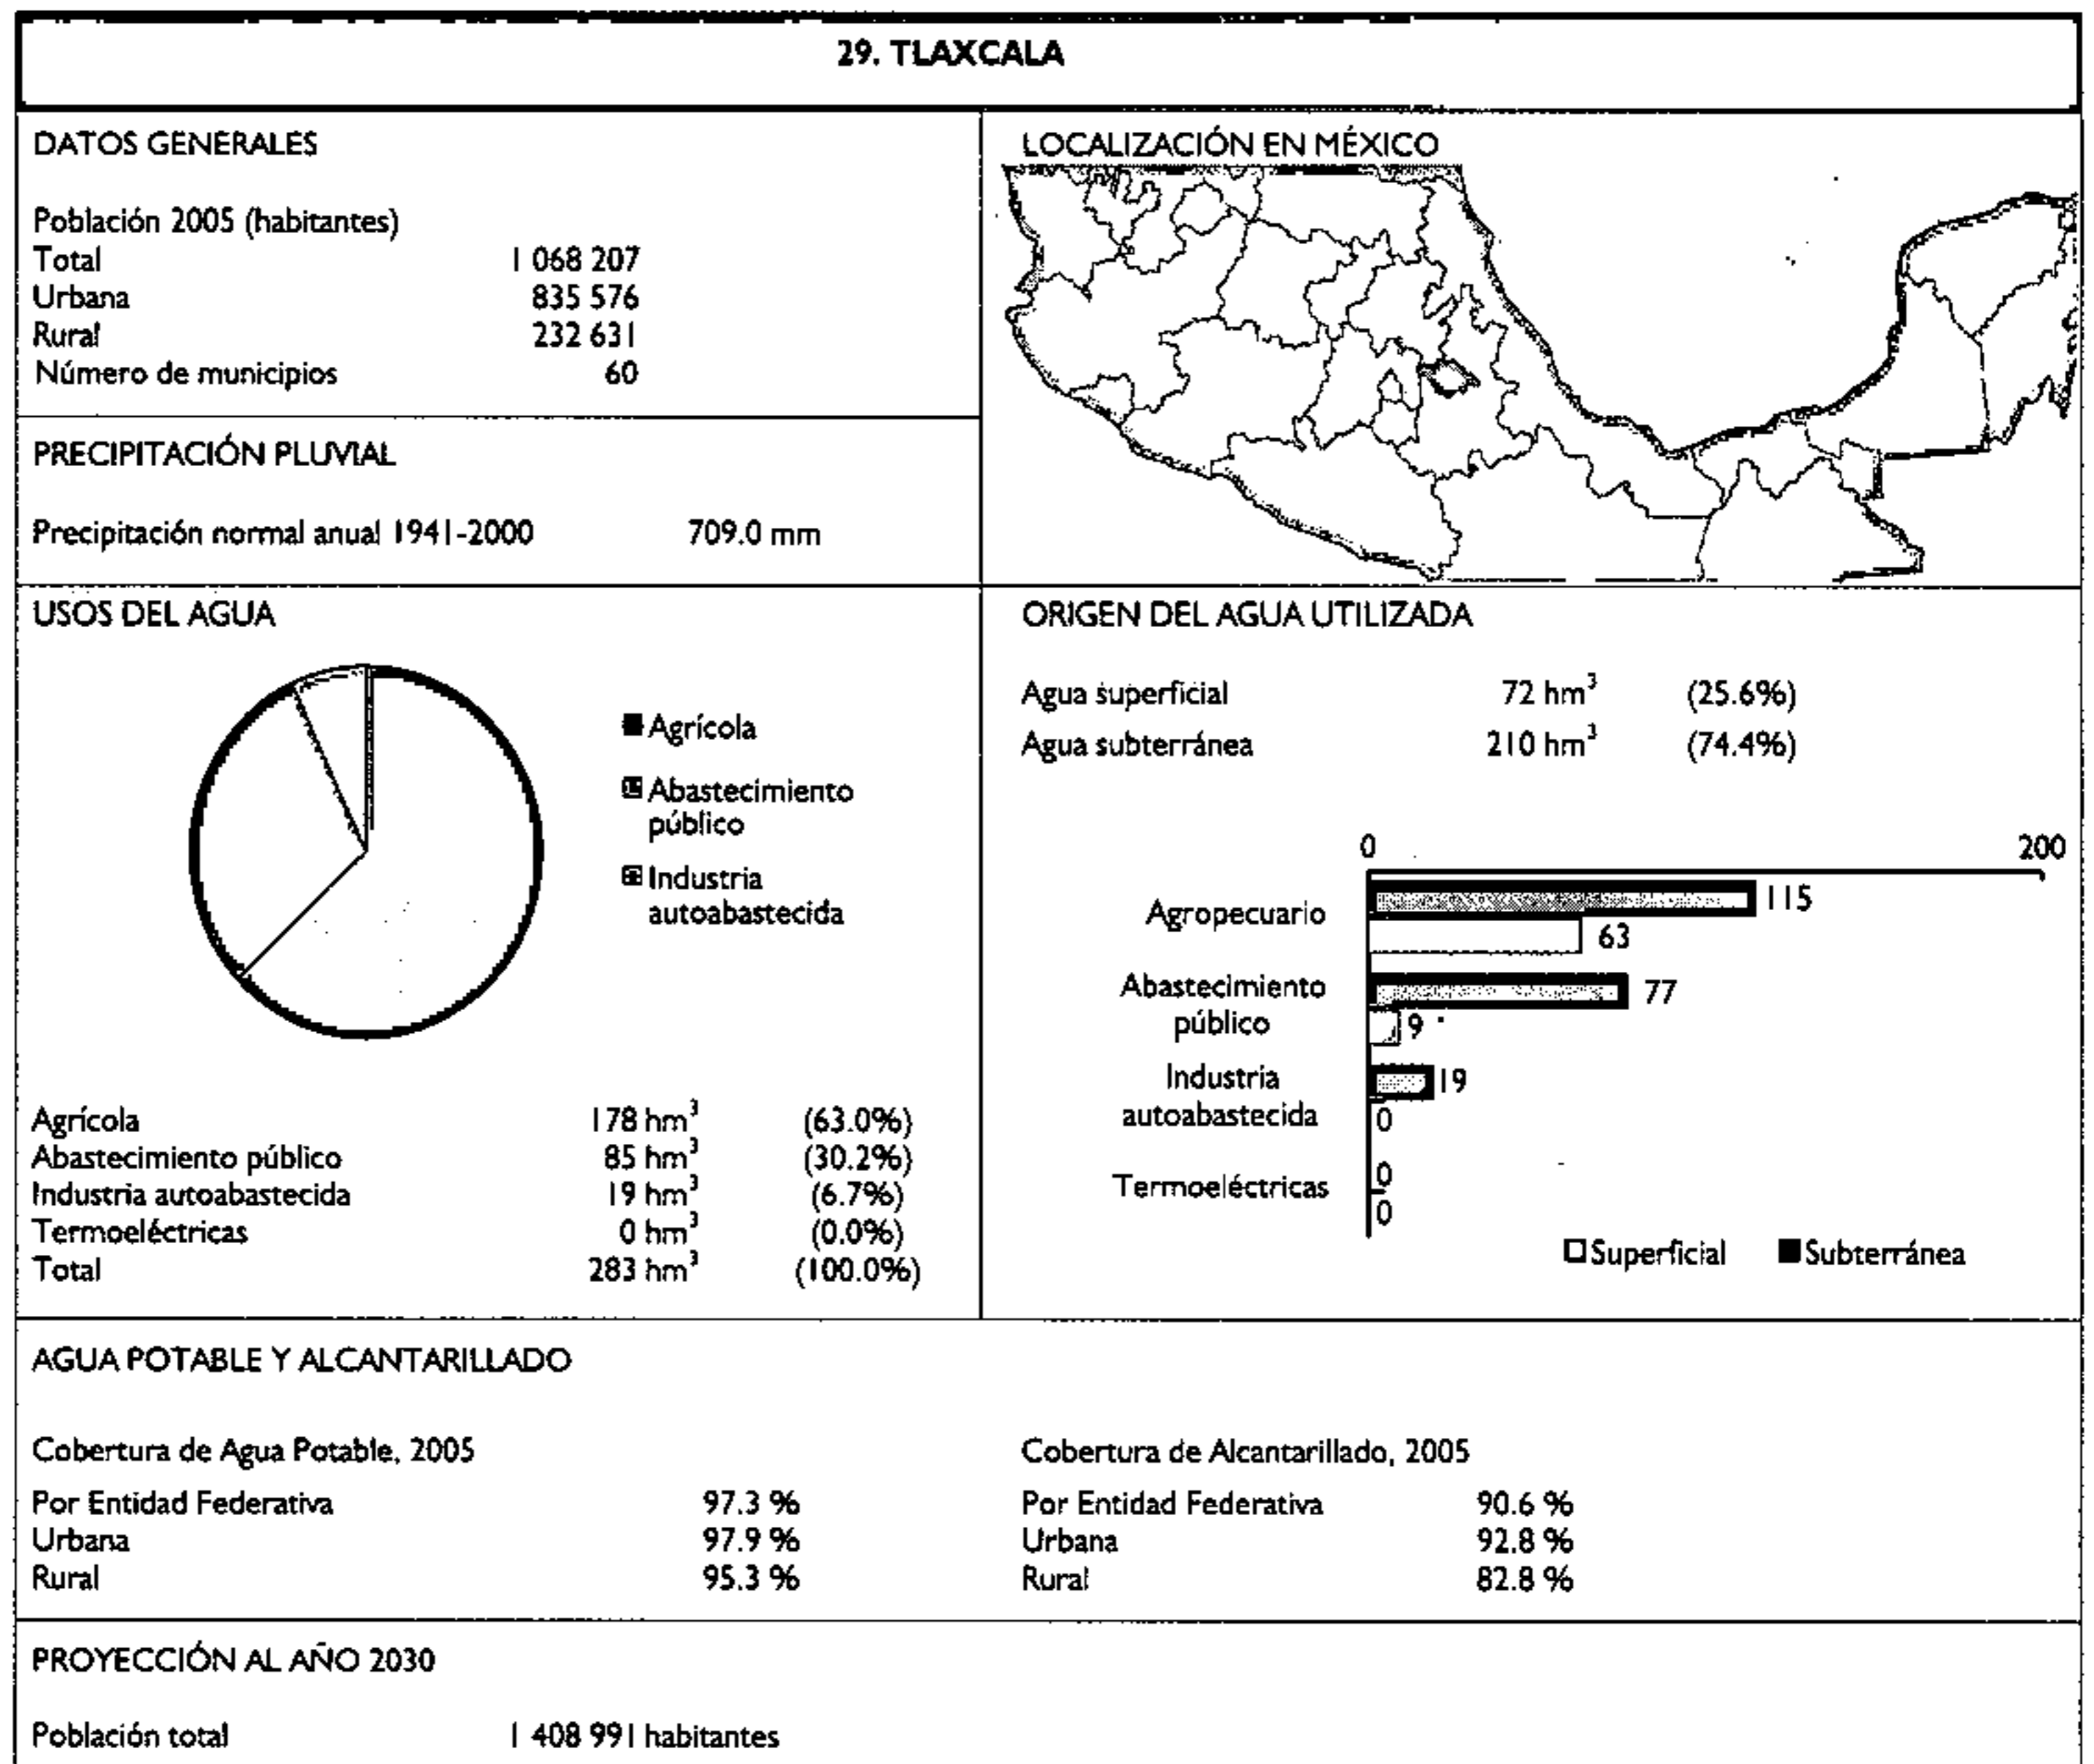 29. TLAXCALA
DATOS GENERALES
Población 2005 (habitantes)
Total 1 068 207
Urbana 835 576
Rural 232 631
Número de municipios 60
LOCALIZACIÓN EN MÉXICO
PRECIPITACIÓN PLUVIAL
Precipitación normal anual 1941-2000 709.0 mm
USOS DEL AGUA
Agrícola
Abastecimiento
público
Industria
autoabastecida
Agrícola 178 hm³ (63.0%)
Abastecimiento público 85 hm³ (30.2%)
Industria autoabastecida 19 hm³ (6.7%)
Termoeléctricas 0 hm³ (0.0%)
Total 283 hm³ (100.0%)
ORIGEN DEL AGUA UTILIZADA
Agua superficial 72 hm³ (25.6%)
Agua subterránea 210 hm³ (74.4%)
0 200
Agropecuario 115
63
Abastecimiento
público
77
9
Industria
autoabastecida
19
0
Termoeléctricas
0
0
Superficial Subterránea
AGUA POTABLE Y ALCANTARILLADO
Cobertura de Agua Potable, 2005
Por Entidad Federativa 97.3 %
Urbana 97.9 %
Rural 95.3 %
Cobertura de Alcantarillado, 2005
Por Entidad Federativa 90.6 %
Urbana 92.8 %
Rural 82.8 %
PROYECCIÓN AL AÑO 2030
Población total 1 408 991 habitantes